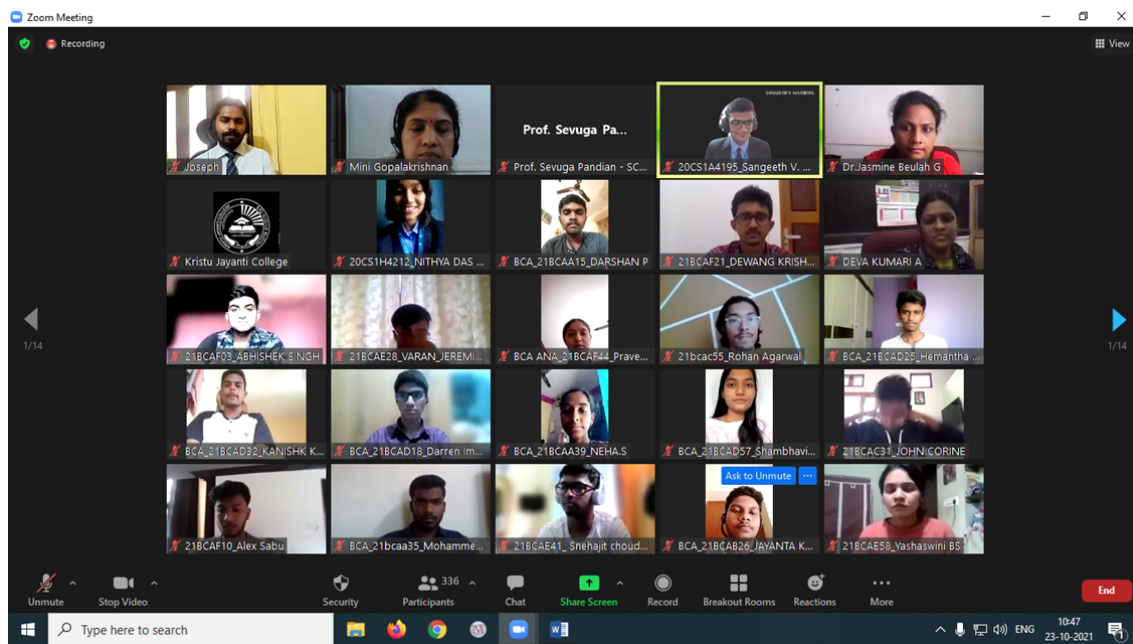 Zoom Meeting
Recording
View
SANGEETH V. MATHEWS
Prof. Sevuga Pa...
Joseph
Mini Gopalakrishnan
Prof. Sevuga Pandian - SC...
20CS1A4195_Sangeeth V. ...
Dr.Jasmine Beulah G
Kristu Jayanti College
20CS1H4212_NITHYA DAS ...
BCA_21BCAA15_DARSHAN P
21BCAF21_DEWANG KRISH...
DEVA KUMARI A
21BCAF03_ABHISHEK SINGH
21BCAE28_VARAN_JEREMI...
BCA ANA_21BCAF44_Prave...
21bcac55_Rohan Agarwal
BCA_21BCAD25_Hemantha ...
1/14
1/14
BCA_21BCAD32_KANISHK K...
BCA_21BCAD18_Darren Im...
BCA_21BCAA39_NEHA.S
BCA_21BCAD57_Shambhavi...
21BCAC31_JOHN CORINE
Ask to Unmute
...
21BCAF10_Alex Sabu
BCA_21bcaa35_Mohamme...
21BCAE41_ Snehajit choud...
BCA_21BCAB26_JAYANTA K...
21BCAE58_Yashaswini BS
336
Unmute
Stop Video
Security
Participants
Chat
Share Screen
Record
Breakout Rooms
Reactions
More
End
Type here to search
ENG
10:47
23-10-2021
1